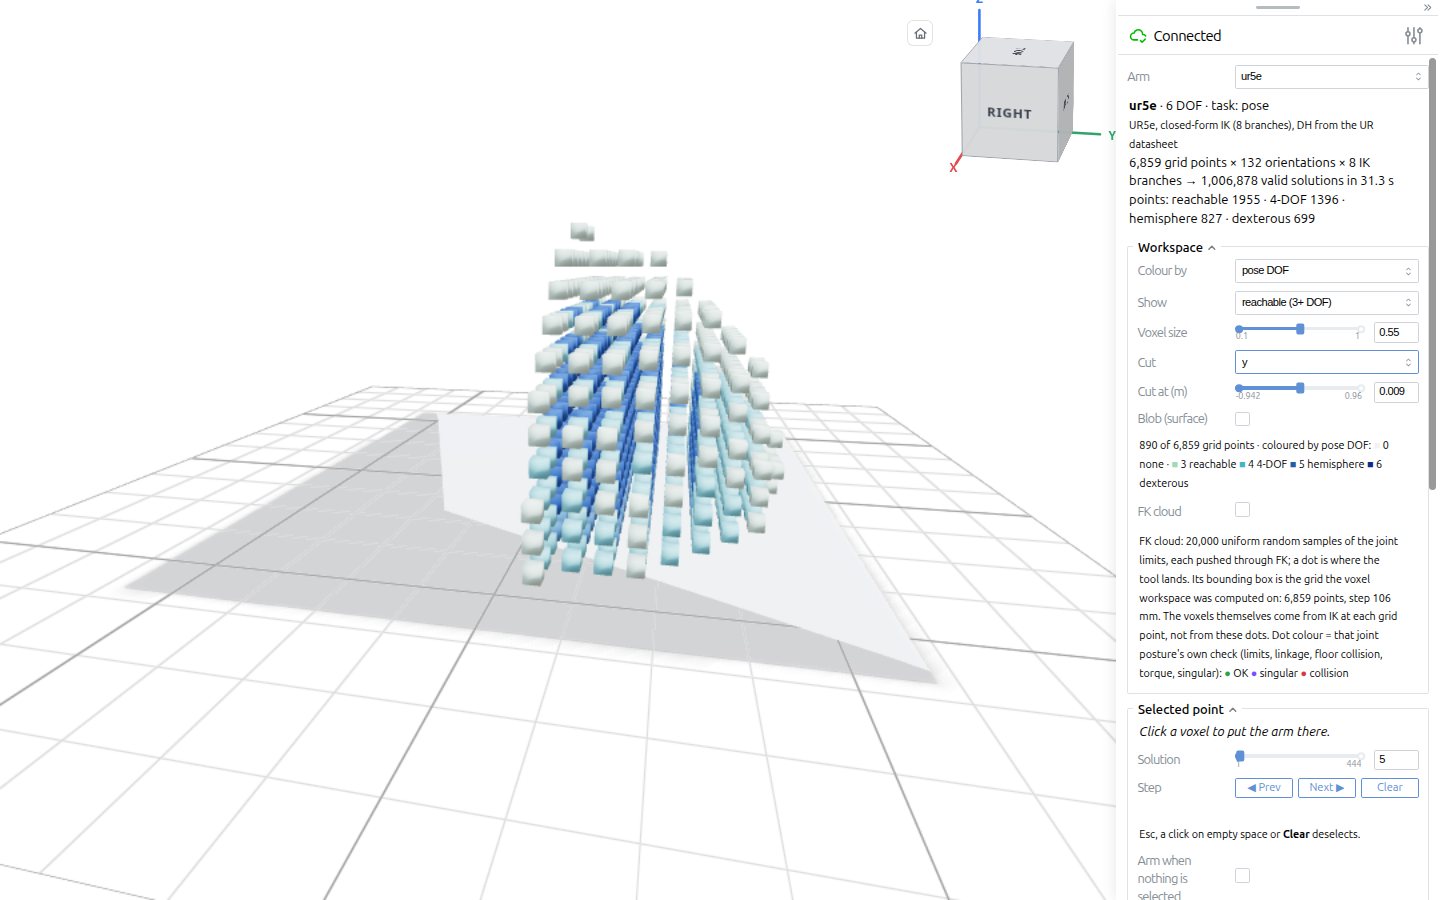 Z
RIGHT
Y
X
»
Connected
Arm
ur5e
ur5e · 6 DOF · task: pose
UR5e, closed-form IK (8 branches), DH from the UR
datasheet
6,859 grid points × 132 orientations × 8 IK
branches → 1,006,878 valid solutions in 31.3 s
points: reachable 1955 · 4-DOF 1396 ·
hemisphere 827 · dexterous 699
Workspace
Colour by
pose DOF
Show
reachable (3+ DOF)
Voxel size
0.1
1
0.55
Cut
y
Cut at (m)
-0.942
0.96
0.009
Blob (surface)
890 of 6,859 grid points · coloured by pose DOF: 0
none · 3 reachable 4 4-DOF 5 hemisphere 6
dexterous
FK cloud
FK cloud: 20,000 uniform random samples of the joint
limits, each pushed through FK; a dot is where the
tool lands. Its bounding box is the grid the voxel
workspace was computed on: 6,859 points, step 106
mm. The voxels themselves come from IK at each grid
point, not from these dots. Dot colour = that joint
posture's own check (limits, linkage, floor collision,
torque, singular): OK singular collision
Selected point
Click a voxel to put the arm there.
Solution
1
444
5
Step
◀ Prev
Next ▶
Clear
Esc, a click on empty space or Clear deselects.
Arm when
nothing is
selected